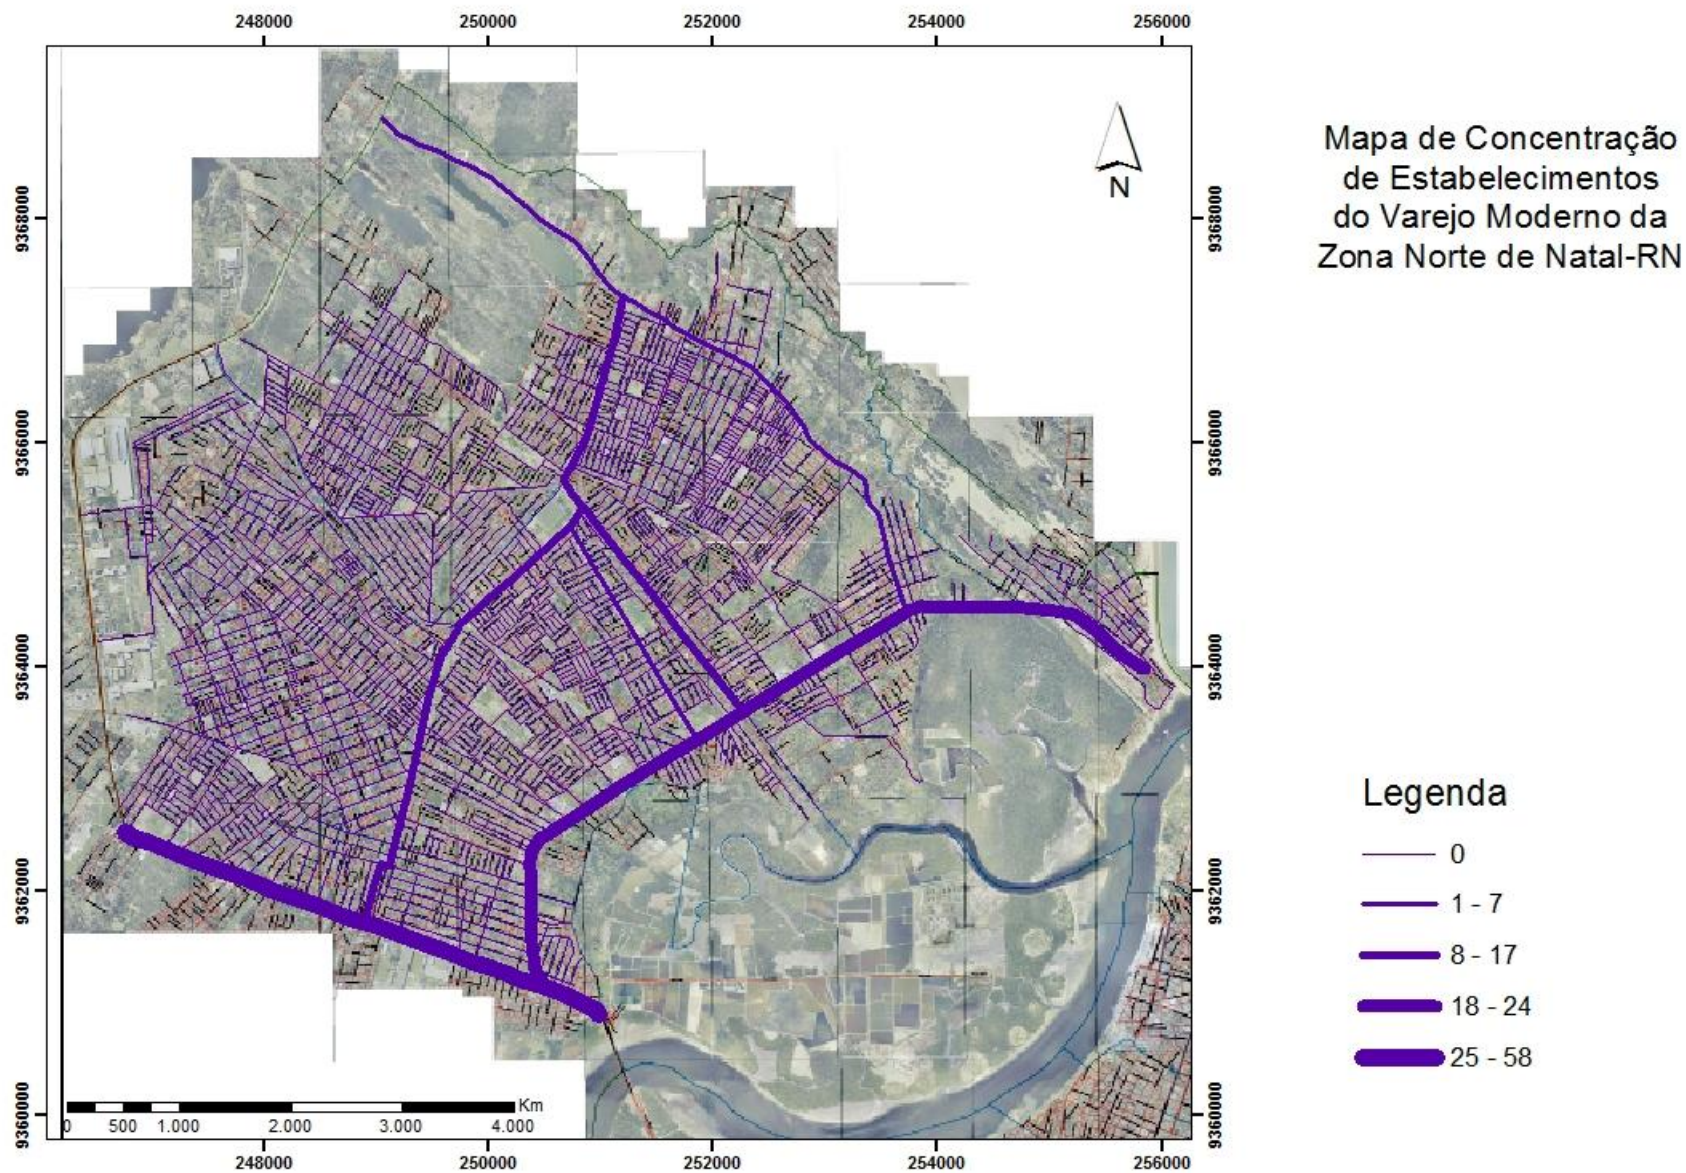 248000 250000 252000 254000 256000
9368000
9366000
9364000
9362000
9360000
N
9368000
9366000
9364000
9362000
9360000
Mapa de Concentração
de Estabelecimentos
do Varejo Moderno da
Zona Norte de Natal-RN
Legenda
0
1 - 7
8 - 17
18 - 24
25 - 58
Km
0 500 1.000 2.000 3.000 4.000
248000 250000 252000 254000 256000